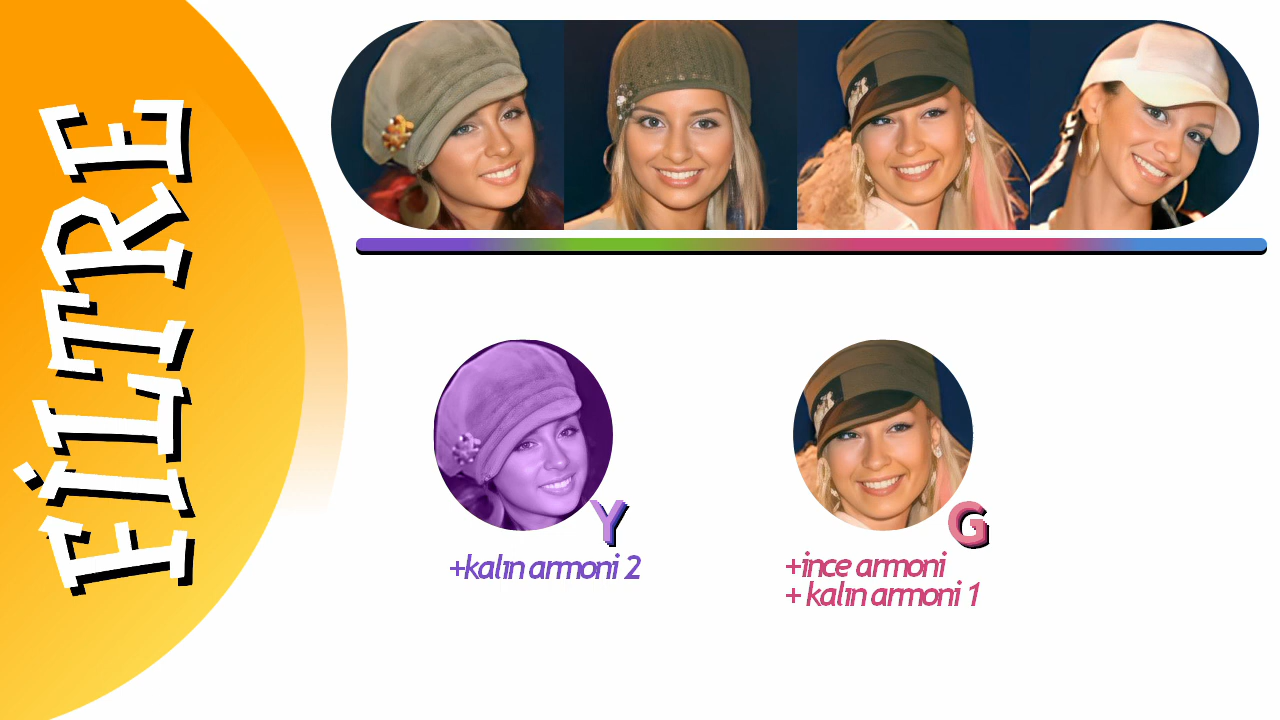 FİLTRE
Y
+kalın armoni 2
G
+ince armoni
+ kalın armoni 1